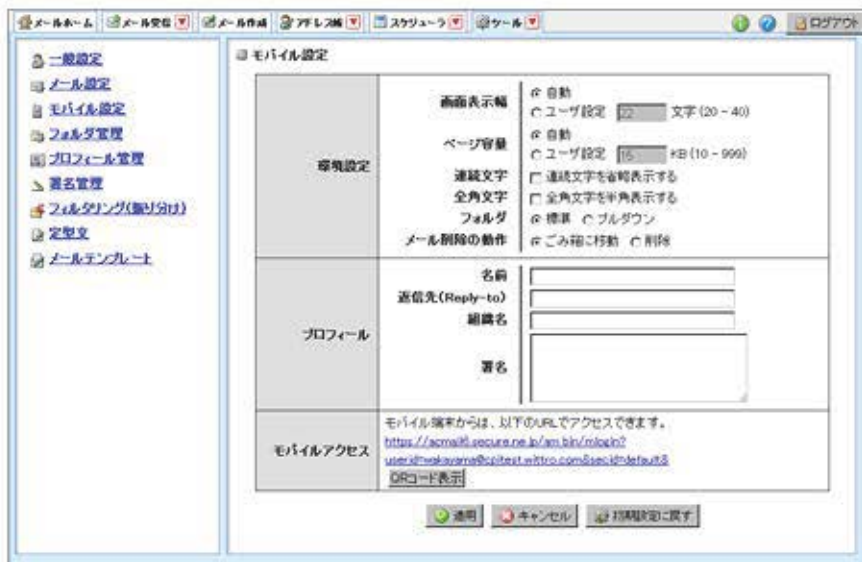 メールホーム メール受信 メール作成 アドレス帳 スケジューラ ツール ログアウト
一般設定
メール設定
モバイル設定
フォルダ管理
プロフィール管理
署名管理
フィルタリング(振り分け)
定型文
メールテンプレート
モバイル設定
環境設定
画面表示幅
自動
ユーザ設定 22 文字(20 - 40)
ページ容量
自動
ユーザ設定 15 KB(10 - 999)
連続文字 連続文字を省略表示する
全角文字 全角文字を半角表示する
フォルダ 標準 プルダウン
メール削除の動作 ごみ箱に移動 削除
プロフィール
名前
返信先(Reply-to)
組織名
署名
モバイルアクセス
モバイル端末からは、以下のURLでアクセスできます。
https://acmail6.secure.ne.jp/am_bin/mlogin?
userid=wakayama@cpitest.wittro.com&secid=default&
QRコード表示
適用 キャンセル 初期設定に戻す